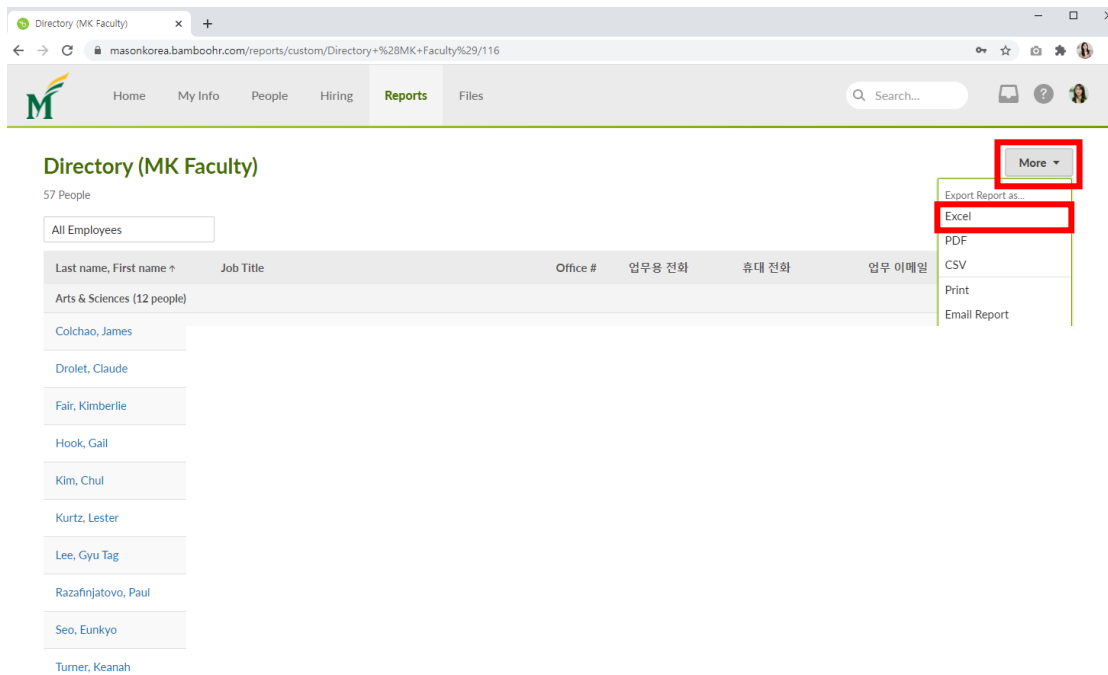 Directory (MK Faculty)
masonkorea.bamboohr.com/reports/custom/Directory+%28MK+Faculty%29/116
M Home My Info People Hiring Reports Files Search...
Directory (MK Faculty)
More
57 People
Export Report as...
All Employees
Excel
PDF
CSV
Print
Email Report
Last name, First name Job Title Office # 업무용 전화 휴대 전화 업무 이메일
Arts & Sciences (12 people)
Colchao, James
Drolet, Claude
Fair, Kimberlie
Hook, Gail
Kim, Chul
Kurtz, Lester
Lee, Gyu Tag
Razafinjatovo, Paul
Seo, Eunkyo
Turner, Keanah